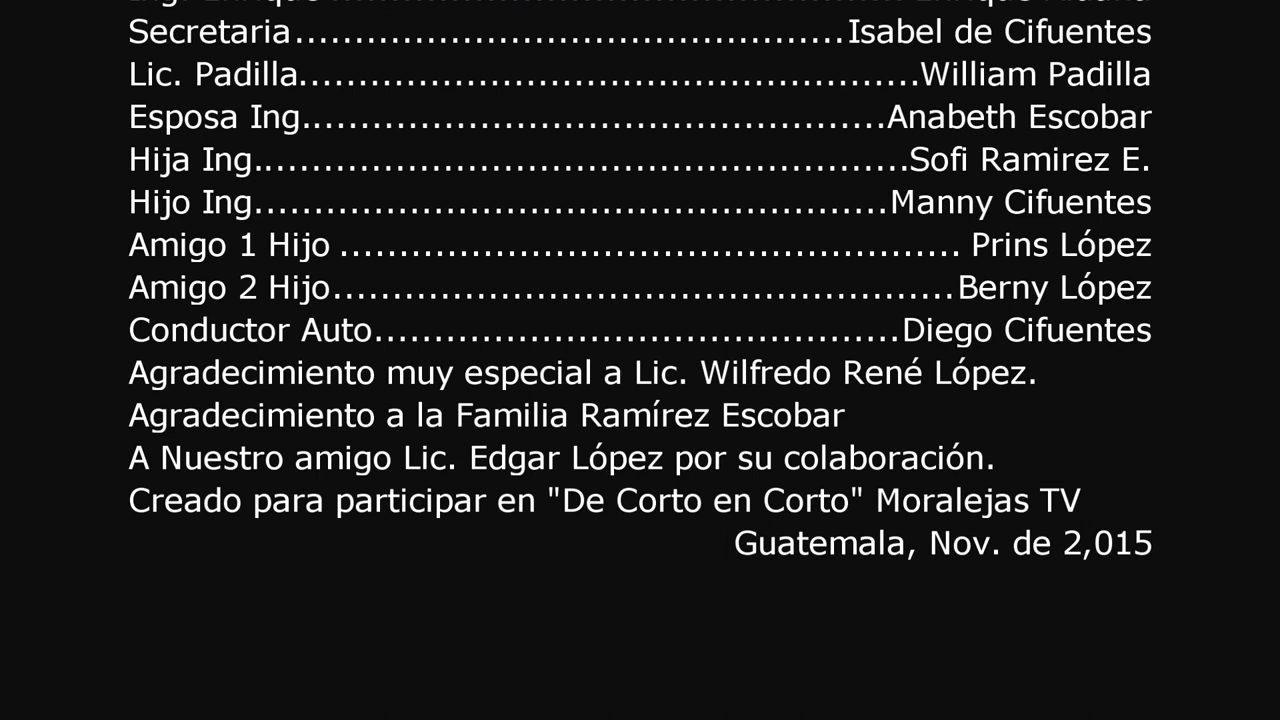 Secretaria.............................................Isabel de Cifuentes
Lic. Padilla...................................................William Padilla
Esposa Ing................................................Anabeth Escobar
Hija Ing......................................................Sofi Ramirez E.
Hijo Ing.....................................................Manny Cifuentes
Amigo 1 Hijo ................................................... Prins López
Amigo 2 Hijo...................................................Berny López
Conductor Auto...........................................Diego Cifuentes
Agradecimiento muy especial a Lic. Wilfredo René López.
Agradecimiento a la Familia Ramírez Escobar
A Nuestro amigo Lic. Edgar López por su colaboración.
Creado para participar en "De Corto en Corto" Moralejas TV
Guatemala, Nov. de 2,015